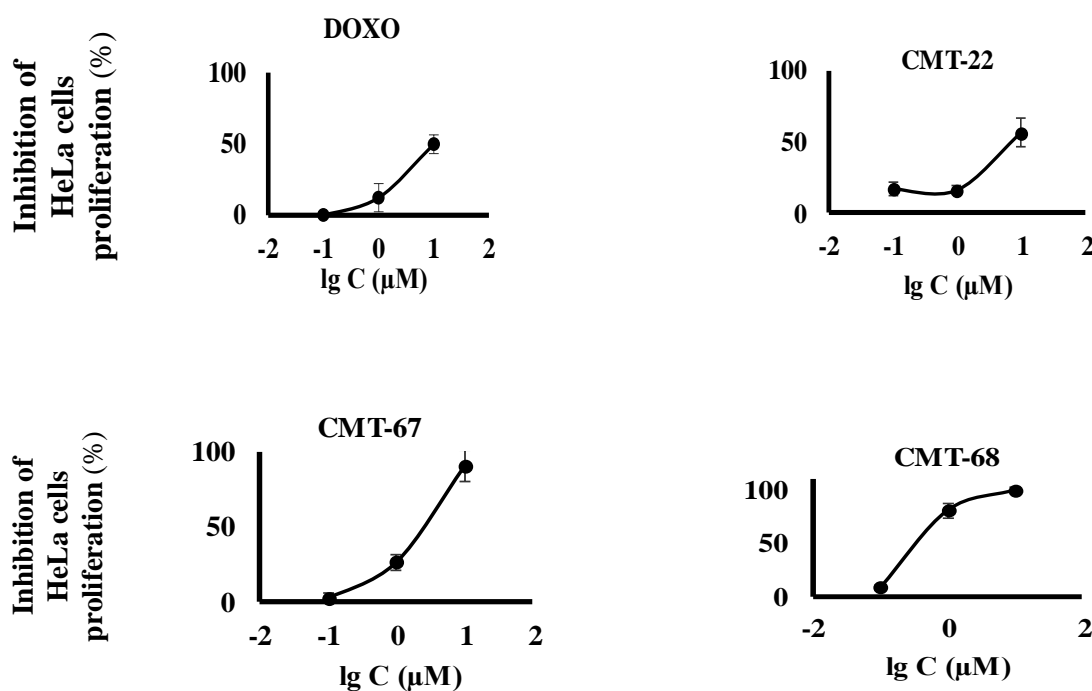 DOXO
Inhibition of
HeLa cells
proliferation (%)
100
50
0
-2 -1 0 1 2
lg C (µM)
CMT-22
100
50
0
-2 -1 0 1 2
lg C (µM)
CMT-67
Inhibition of
HeLa cells
proliferation (%)
100
50
0
-2 -1 0 1 2
lg C (µM)
CMT-68
100
50
0
-2 0 2
lg C (µM)